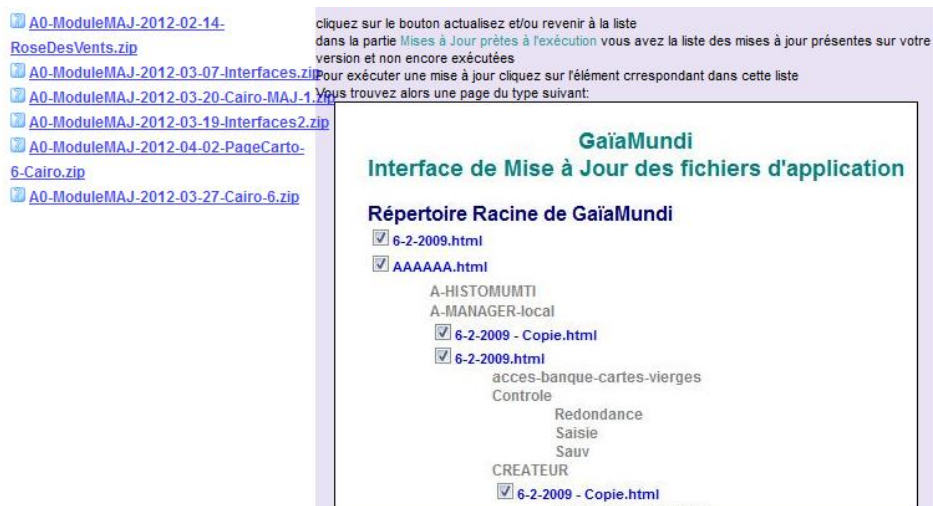 A0-ModuleMAJ-2012-02-14-
RoseDesVents.zip
A0-ModuleMAJ-2012-03-07-Interfaces.zip
A0-ModuleMAJ-2012-03-20-Cairo-MAJ-1.zip
A0-ModuleMAJ-2012-03-19-Interfaces2.zip
A0-ModuleMAJ-2012-04-02-PageCarto-
6-Cairo.zip
A0-ModuleMAJ-2012-03-27-Cairo-6.zip
cliquez sur le bouton actualisez et/ou revenir à la liste
dans la partie Mises à Jour prètes à l'exécution vous avez la liste des mises à jour présentes sur votre
version et non encore exécutées
Pour exécuter une mise à jour cliquez sur l'élément crrespondant dans cette liste
Vous trouvez alors une page du type suivant:
GaïaMundi
Interface de Mise à Jour des fichiers d'application
Répertoire Racine de GaïaMundi
6-2-2009.html
AAAAAA.html
A-HISTOMUMTI
A-MANAGER-local
6-2-2009 - Copie.html
6-2-2009.html
acces-banque-cartes-vierges
Controle
Redondance
Saisie
Sauv
CREATEUR
6-2-2009 - Copie.html